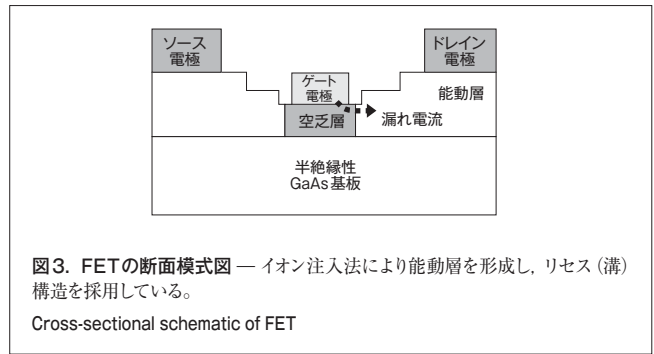 ソース
電極
ドレイン
電極
ゲート
電極
能動層
空乏層
漏れ電流
半絶縁性
GaAs基板
図3. FETの断面模式図 — イオン注入法により能動層を形成し,リセス(溝)
構造を採用している。
Cross-sectional schematic of FET